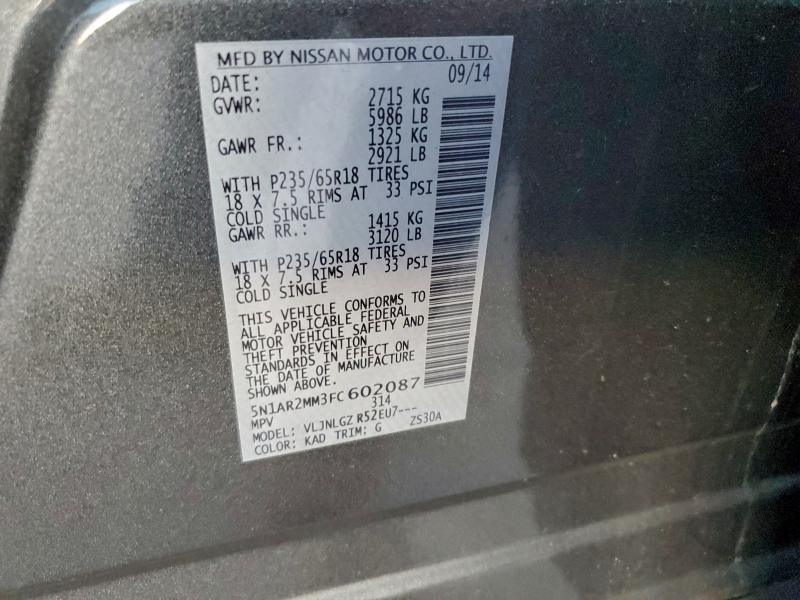 MFD BY NISSAN MOTOR CO., LTD.
DATE: 09/14
GVWR: 2715 KG
5986 LB
GAWR FR.: 1325 KG
2921 LB
WITH P235/65R18 TIRES
18 X 7.5 RIMS AT 33 PSI
COLD SINGLE
GAWR RR.: 1415 KG
3120 LB
WITH P235/65R18 TIRES
18 X 7.5 RIMS AT 33 PSI
COLD SINGLE
THIS VEHICLE CONFORMS TO
ALL APPLICABLE FEDERAL
MOTOR VEHICLE SAFETY AND
THEFT PREVENTION
STANDARDS IN EFFECT ON
THE DATE OF MANUFACTURE
SHOWN ABOVE.
5N1AR2MM3FC602087
MPV 314
MODEL: VLJNLGZ R52EU7---
COLOR: KAD TRIM: G ZS30A